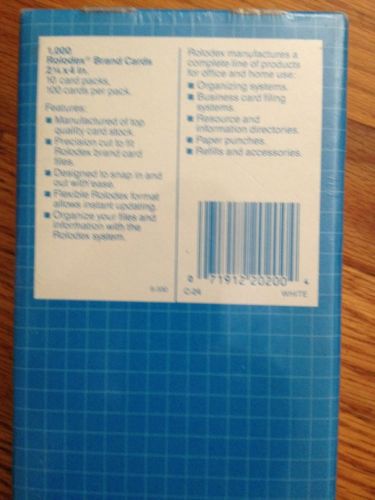 1,000
Rolodex® Brand Cards
2¼ x 4 in.
10 card packs,
100 cards per pack.
Features:
■ Manufactured of top
quality card stock.
■ Precision cut to fit
Rolodex brand card
files.
■ Designed to snap in and
out with ease.
■ Flexible Rolodex format
allows instant updating.
■ Organize your files and
information with the
Rolodex system.
Rolodex manufactures a
complete line of products
for office and home use:
■ Organizing systems.
■ Business card filing
systems.
■ Resource and
information directories.
■ Paper punches.
■ Refills and accessories.
0 71912 20200 4
C-24 WHITE